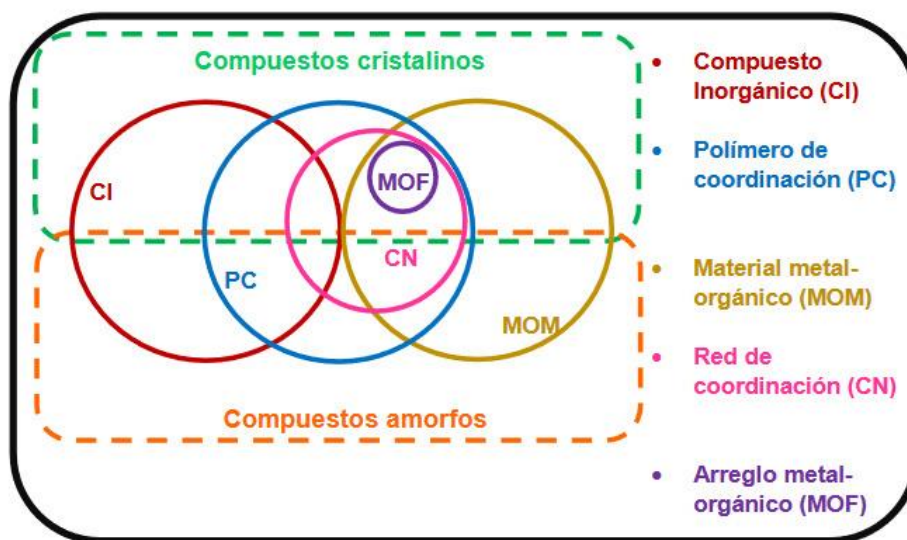 Compuestos cristalinos
CI
PC
MOF
CN
MOM
Compuestos amorfos
• Compuesto
Inorgánico (CI)
• Polímero de
coordinación (PC)
• Material metal-
orgánico (MOM)
• Red de
coordinación (CN)
• Arreglo metal-
orgánico (MOF)